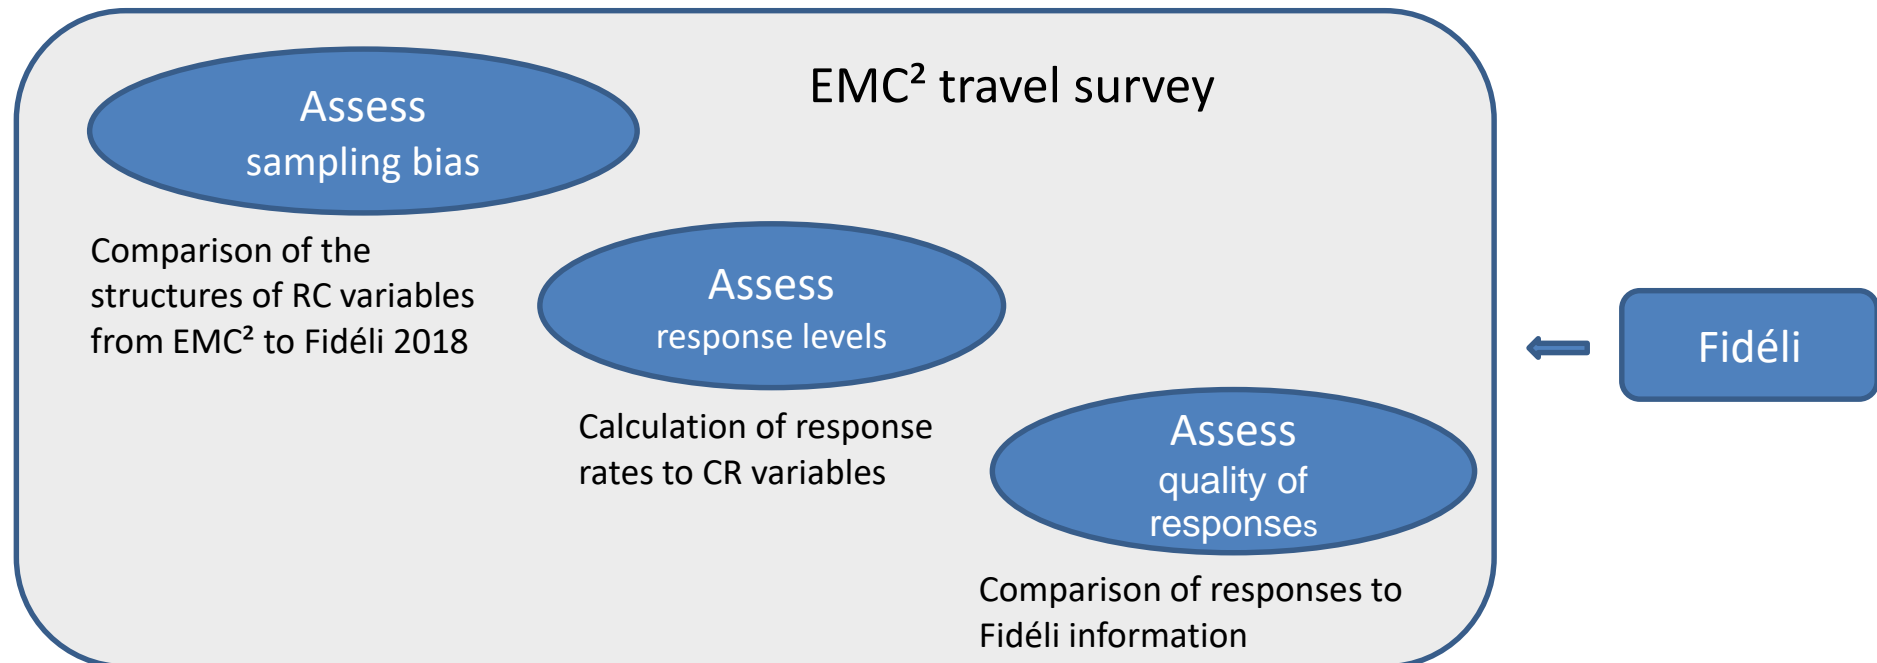 EMC² travel survey
Assess
sampling bias
Comparison of the
structures of RC variables
from EMC² to Fidéli 2018
Assess
response levels
Calculation of response
rates to CR variables
Assess
quality of
responses
Comparison of responses to
Fidéli information
Fidéli